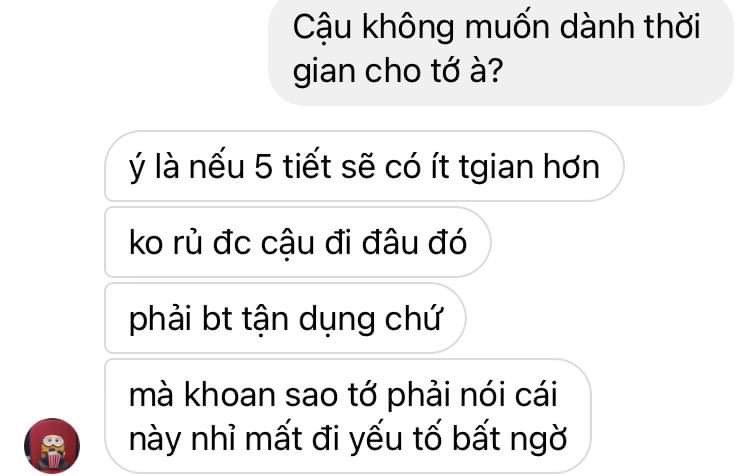 Cậu không muốn dành thời
gian cho tớ à?
ý là nếu 5 tiết sẽ có ít tgian hơn
ko rủ đc cậu đi đâu đó
phải bt tận dụng chứ
mà khoan sao tớ phải nói cái
này nhỉ mất đi yếu tố bất ngờ